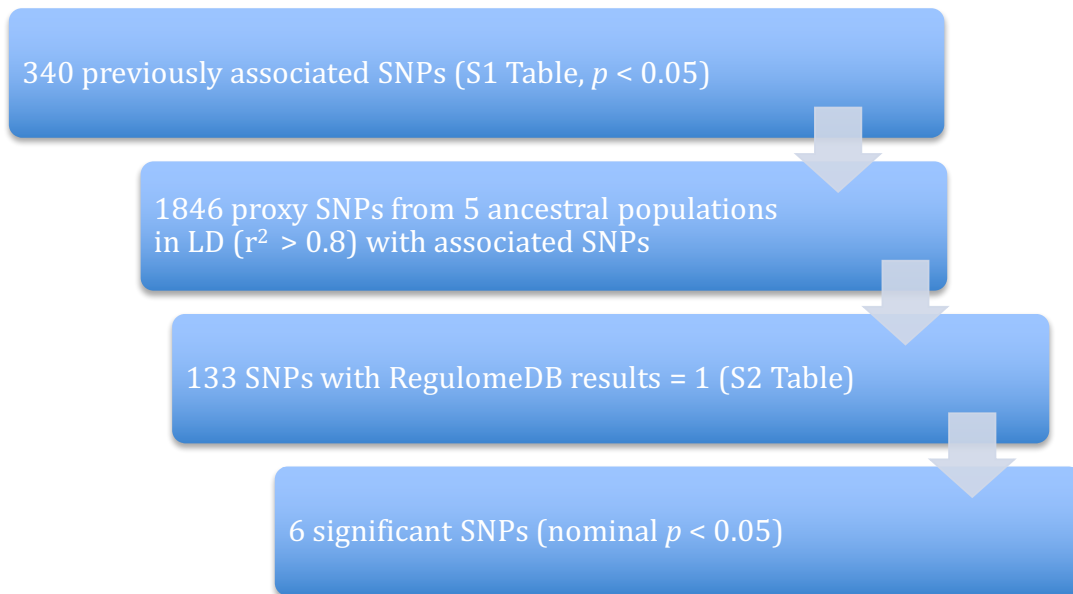 340 previously associated SNPs (S1 Table, p < 0.05)
1846 proxy SNPs from 5 ancestral populations
in LD (r² > 0.8) with associated SNPs
133 SNPs with RegulomeDB results = 1 (S2 Table)
6 significant SNPs (nominal p < 0.05)